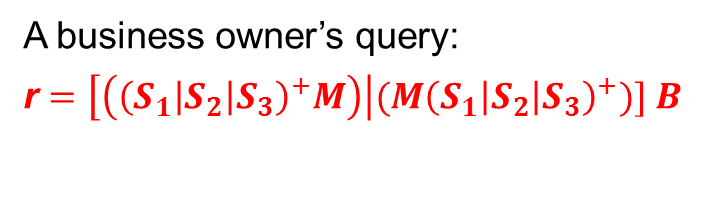 A business owner’s query:
r = [((S₁|S₂|S₃)⁺M)|(M(S₁|S₂|S₃)⁺)] B